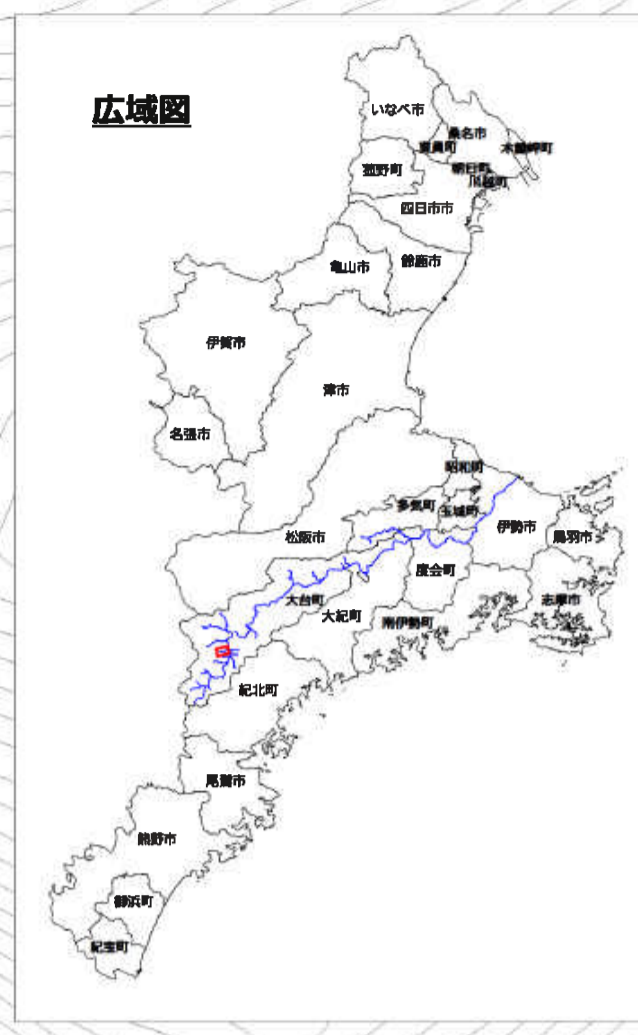 広域図
いなべ市
桑名市
東員町
木曽岬町
菰野町
朝日町
川越町
四日市市
亀山市
鈴鹿市
伊賀市
津市
名張市
昭和町
多気町
玉城町
松阪市
伊勢市
鳥羽市
度会町
大台町
志摩市
大紀町
南伊勢町
紀北町
尾鷲市
熊野市
御浜町
紀宝町